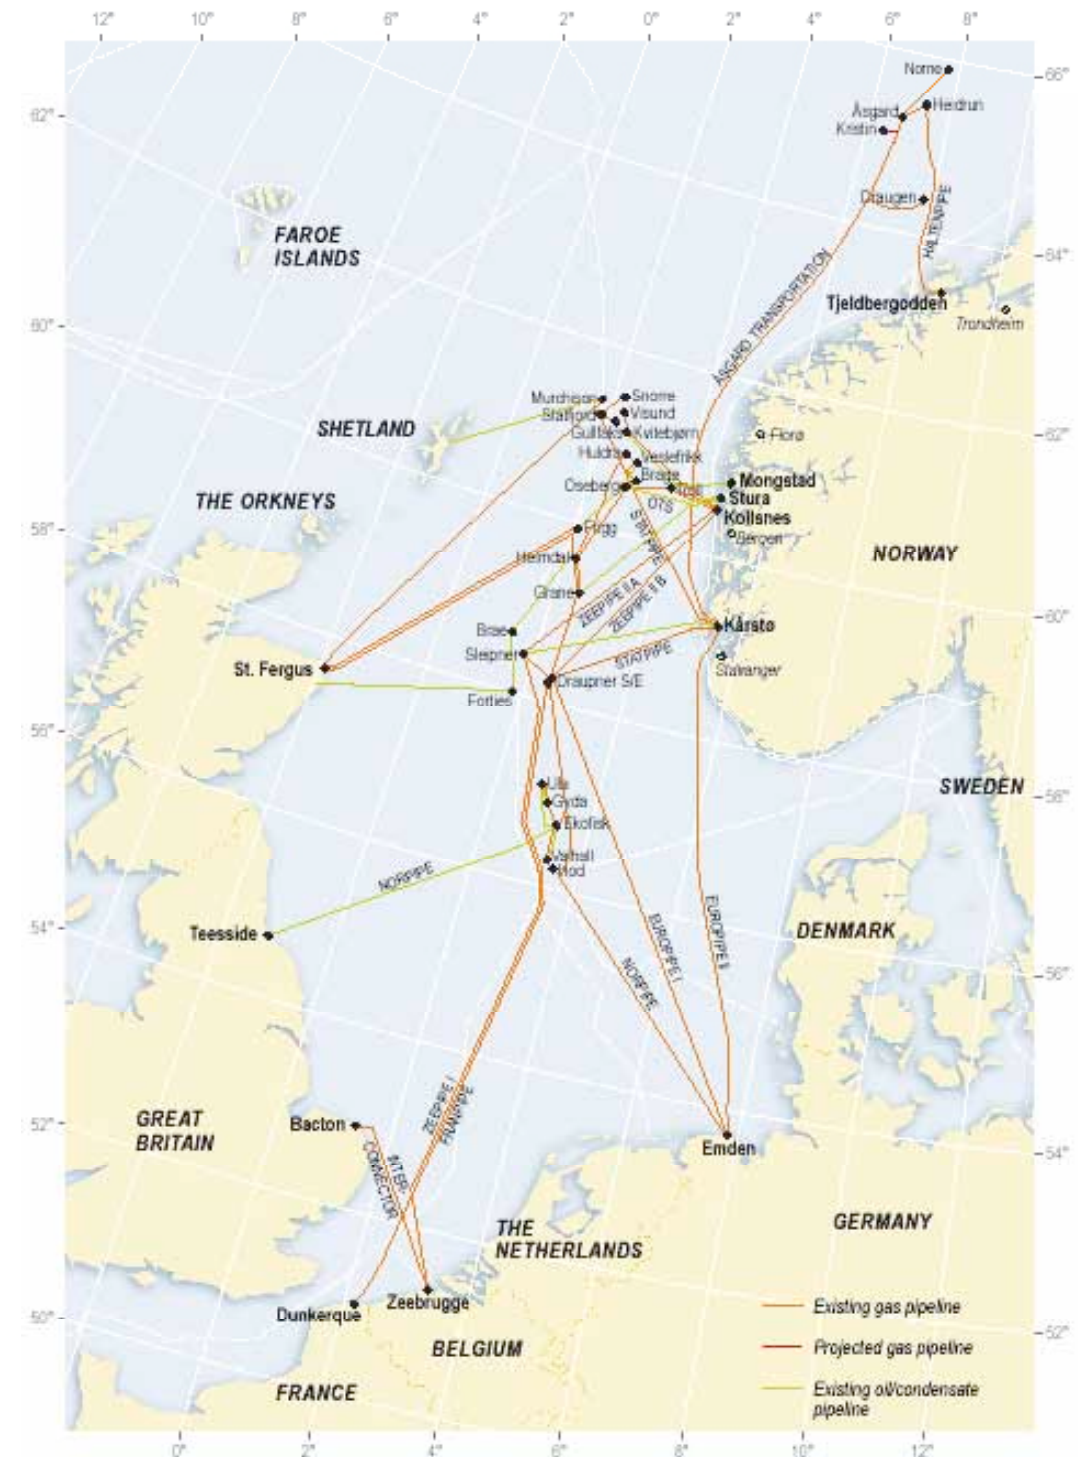 12° 10° 8° 6° 4° 2° 0° 2° 4° 6° 8°
Norne
66°
Heidrun
Åsgard
62°
Kristin
Draugen
HALTENPIPE
FAROE
ISLANDS
64°
ÅSGARD TRANSPORTATION
Tjeldbergodden
60°
Trondheim
Murchison
Snorre
Statfjord
Visund
SHETLAND
Gullfaks
Kvitebjørn
Florø
62°
Huldra
Veslefrikk
Brage
Oseberg
Troll
Mongstad
THE ORKNEYS
OTS
Stura
Kollsnes
58°
Frigg
STATPIPE
Bergen
NORWAY
Heimdal
Grane
ZEEPIPE II A
ZEEPIPE II B
60°
Brae
Kårstø
Sleipner
STATPIPE
Stavanger
St. Fergus
Draupner S/E
Forties
56°
Ula
SWEDEN
58°
Gyda
Ekofisk
Valhall
Hod
NORPIPE
EUROPIPE II
54°
Teesside
EUROPIPE I
DENMARK
NORPIPE
56°
ZEEPIPE I
FRANPIPE
52°
GREAT
BRITAIN
Bacton
Emden
54°
INTER-
CONNECTOR
THE
NETHERLANDS
GERMANY
Zeebrugge
Dunkerque
50°
Existing gas pipeline
52°
BELGIUM
Projected gas pipeline
FRANCE
Existing oil/condensate
pipeline
0° 2° 4° 6° 8° 10° 12°